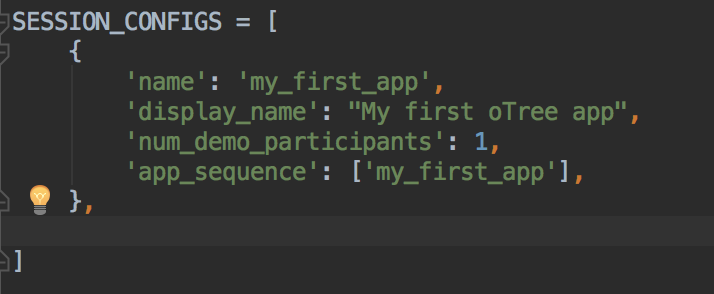 SESSION_CONFIGS = [
    {
        'name': 'my_first_app',
        'display_name': "My first oTree app",
        'num_demo_participants': 1,
        'app_sequence': ['my_first_app'],
    },
]